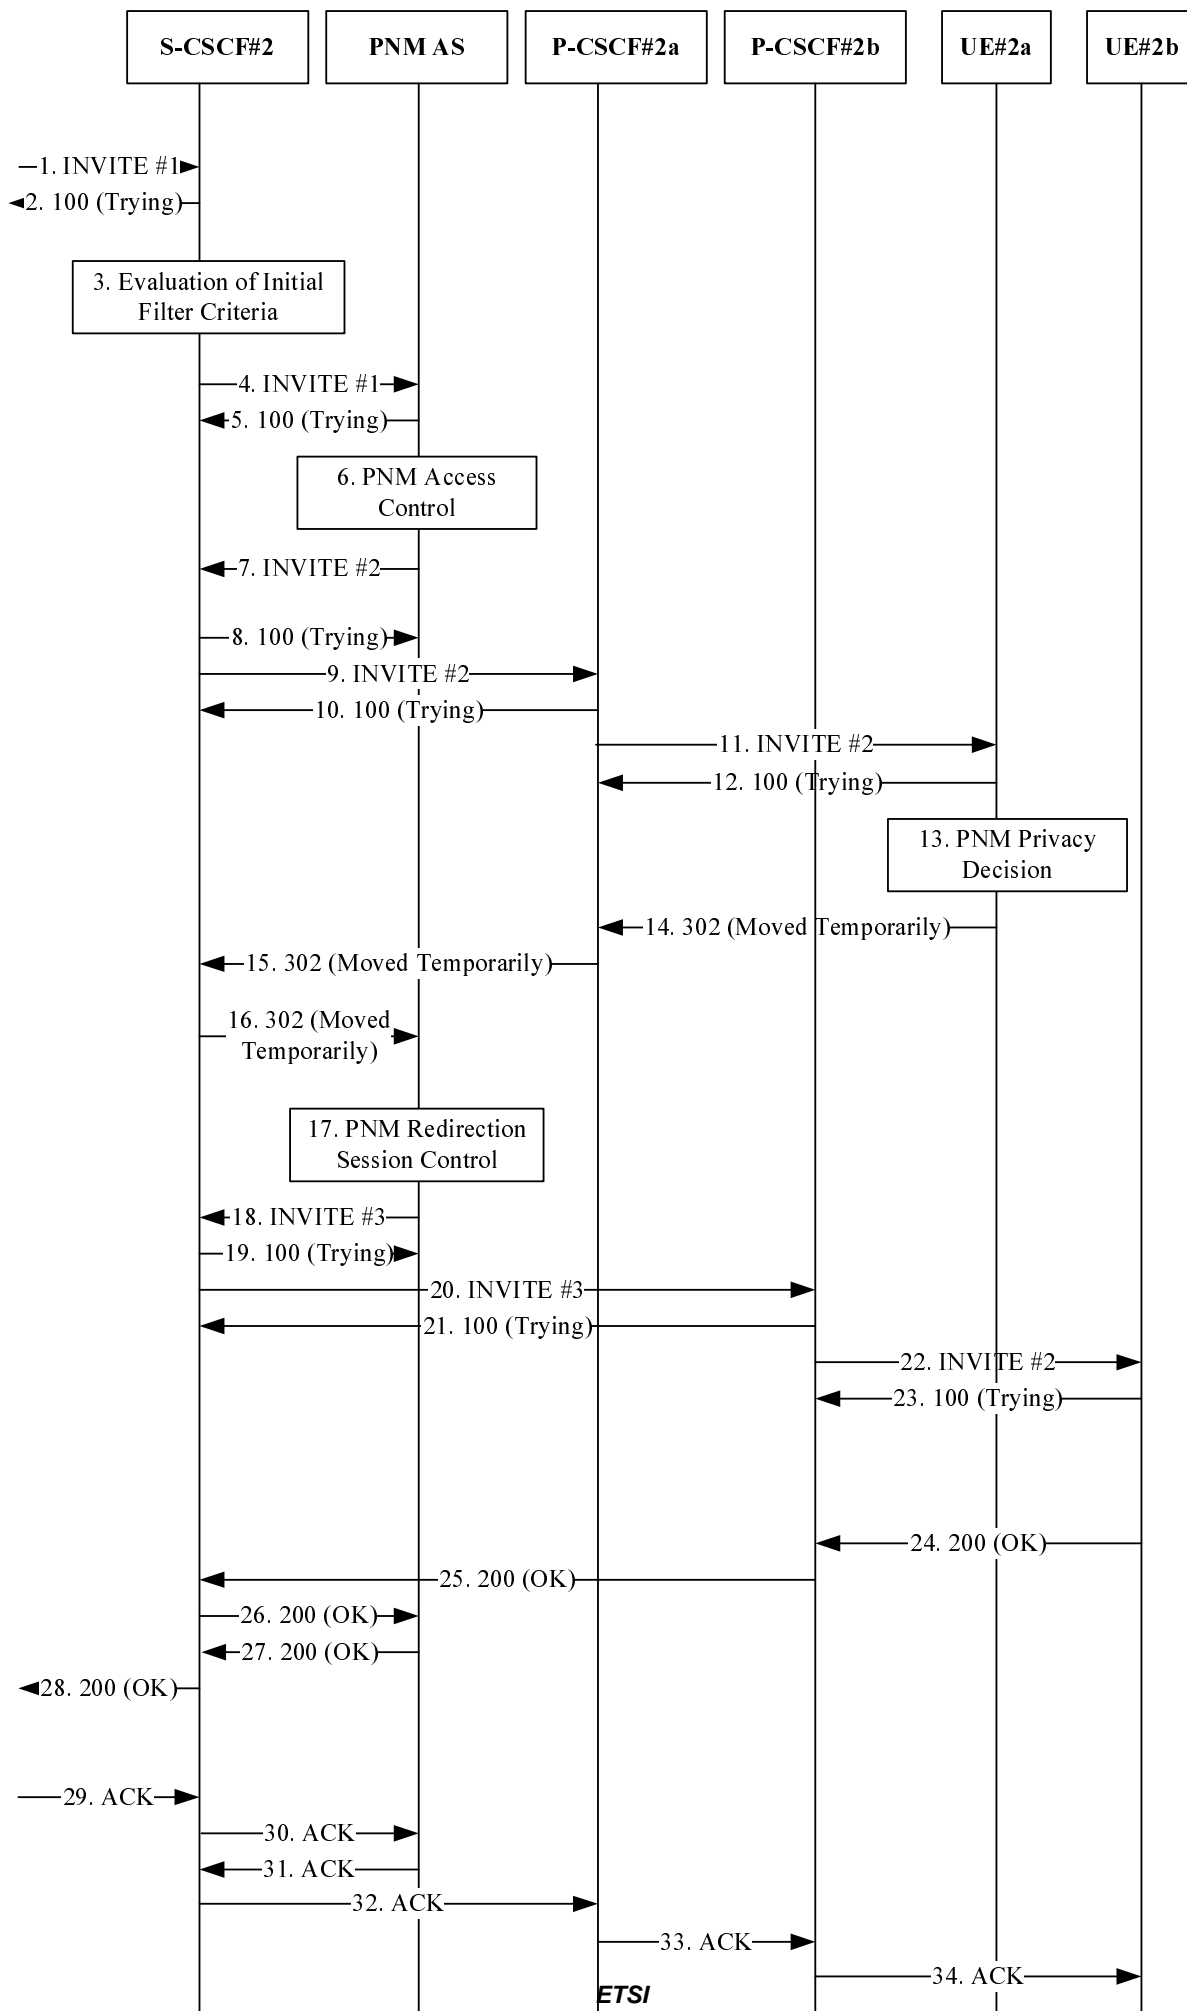 S-CSCF#2
PNM AS
P-CSCF#2a
P-CSCF#2b
UE#2a
UE#2b
1. INVITE #1
2. 100 (Trying)
3. Evaluation of Initial
Filter Criteria
4. INVITE #1
5. 100 (Trying)
6. PNM Access
Control
7. INVITE #2
8. 100 (Trying)
9. INVITE #2
10. 100 (Trying)
11. INVITE #2
12. 100 (Trying)
13. PNM Privacy
Decision
14. 302 (Moved Temporarily)
15. 302 (Moved Temporarily)
16. 302 (Moved
Temporarily)
17. PNM Redirection
Session Control
18. INVITE #3
19. 100 (Trying)
20. INVITE #3
21. 100 (Trying)
22. INVITE #2
23. 100 (Trying)
24. 200 (OK)
25. 200 (OK)
26. 200 (OK)
27. 200 (OK)
28. 200 (OK)
29. ACK
30. ACK
31. ACK
32. ACK
33. ACK
34. ACK
ETSI